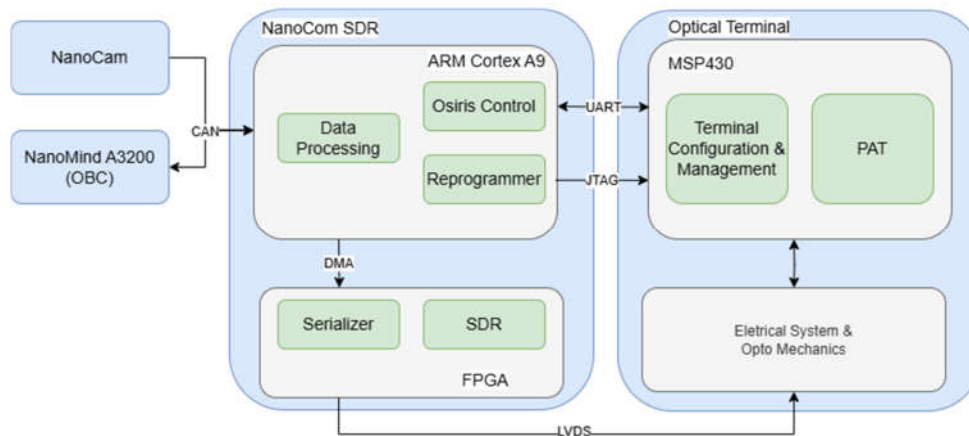 NanoCam
NanoMind A3200
(OBC)
CAN
NanoCom SDR
ARM Cortex A9
Data
Processing
Osiris Control
Reprogrammer
DMA
Serializer
SDR
FPGA
UART
JTAG
LVDS
Optical Terminal
MSP430
Terminal
Configuration &
Management
PAT
Eletrical System &
Opto Mechanics